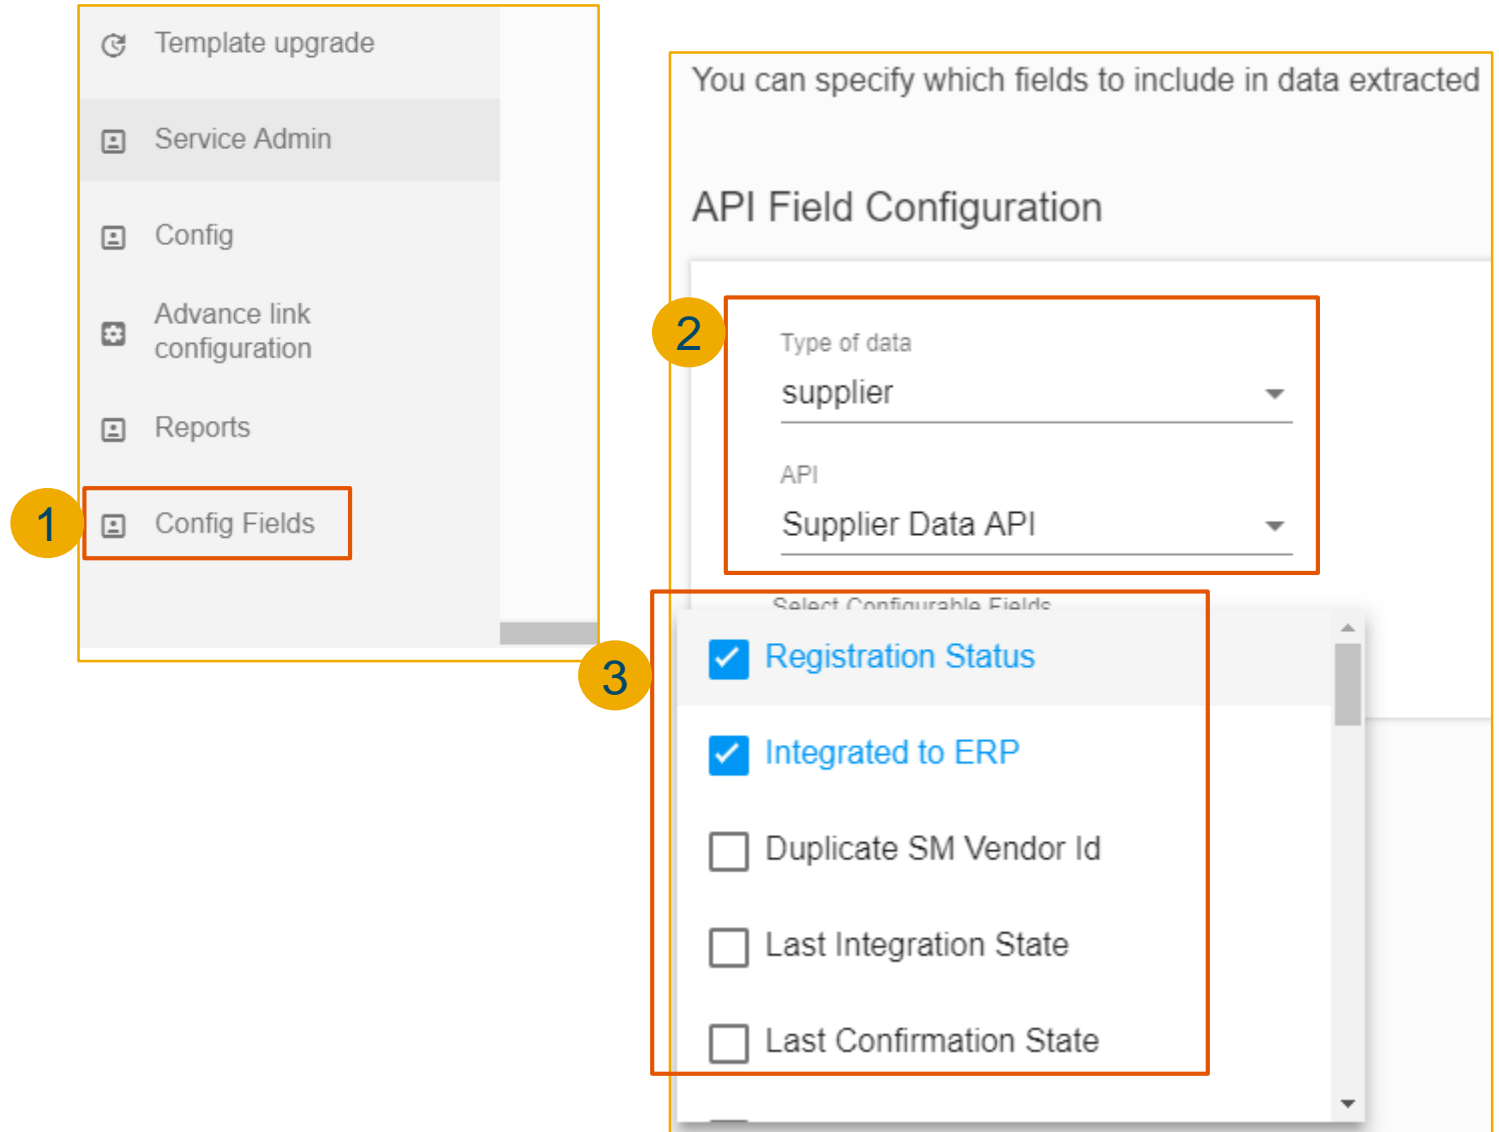 Template upgrade
Service Admin
Config
Advance link
configuration
Reports
1
Config Fields
You can specify which fields to include in data extracted
API Field Configuration
2
Type of data
supplier
API
Supplier Data API
Select Configurable Fields
3
Registration Status
Integrated to ERP
Duplicate SM Vendor Id
Last Integration State
Last Confirmation State